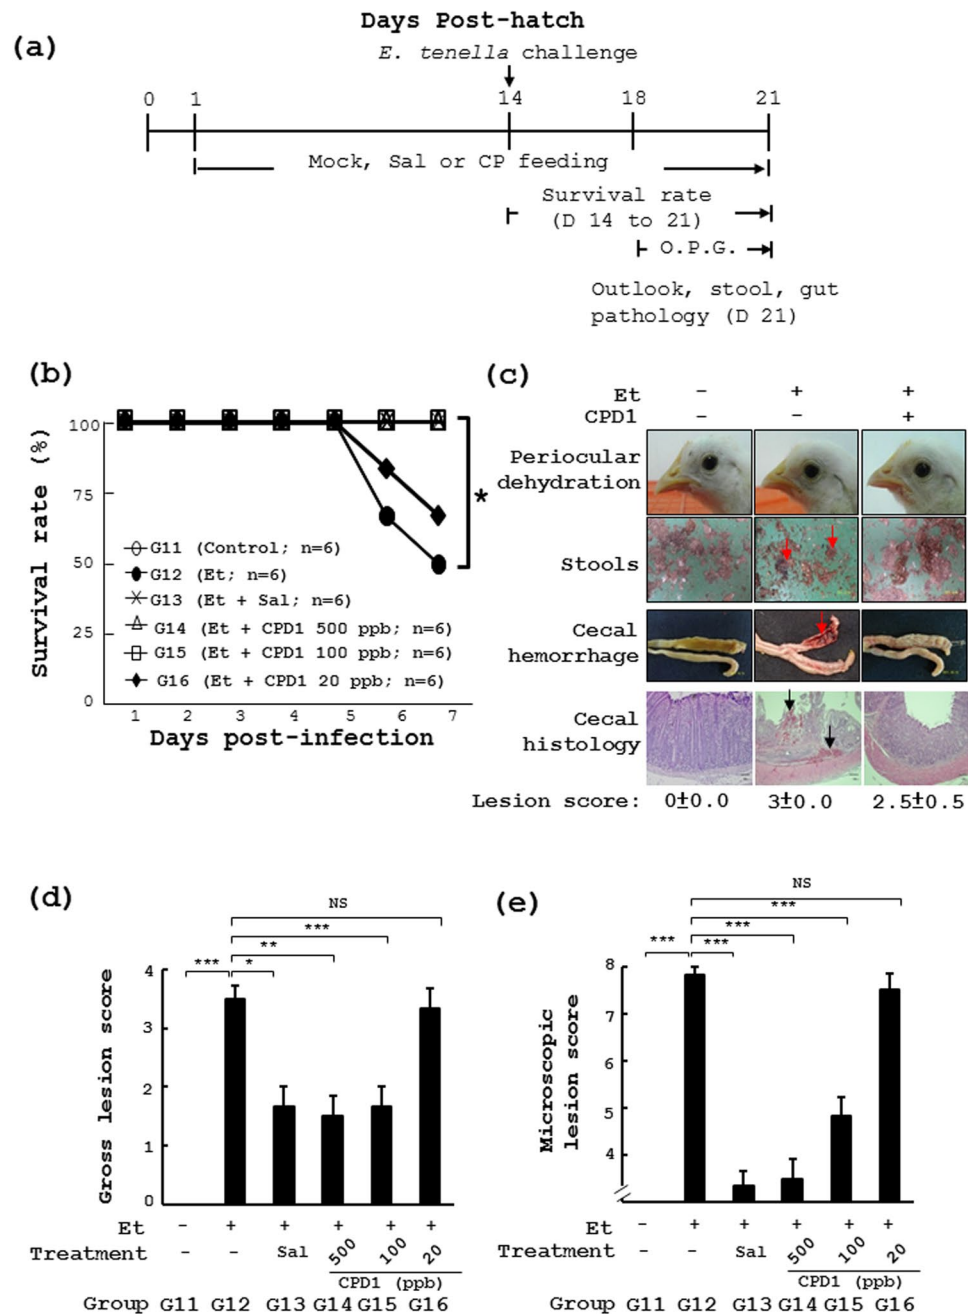 (a)
Days Post-hatch
E. tenella challenge
0 1 14 18 21
Mock, Sal or CP feeding
Survival rate
(D 14 to 21)
O.P.G.
Outlook, stool, gut
pathology (D 21)
(b)
Survival rate (%)
100
75
50
25
0
*
G11 (Control; n=6)
G12 (Et; n=6)
G13 (Et + Sal; n=6)
G14 (Et + CPD1 500 ppb; n=6)
G15 (Et + CPD1 100 ppb; n=6)
G16 (Et + CPD1 20 ppb; n=6)
1 2 3 4 5 6 7
Days post-infection
(c)
Et - + +
CPD1 - - +
Periocular
dehydration
Stools
Cecal
hemorrhage
Cecal
histology
Lesion score: 0±0.0 3±0.0 2.5±0.5
(d)
NS
***
**
*** *
Gross lesion score
4
3
2
1
0
Et - + + + + +
Treatment - - Sal 500 100 20
CPD1 (ppb)
Group G11 G12 G13 G14 G15 G16
(e)
NS
***
***
*** ***
Microscopic
lesion score
8
7
5
4
Et - + + + + +
Treatment - - Sal 500 100 20
CPD1 (ppb)
Group G11 G12 G13 G14 G15 G16